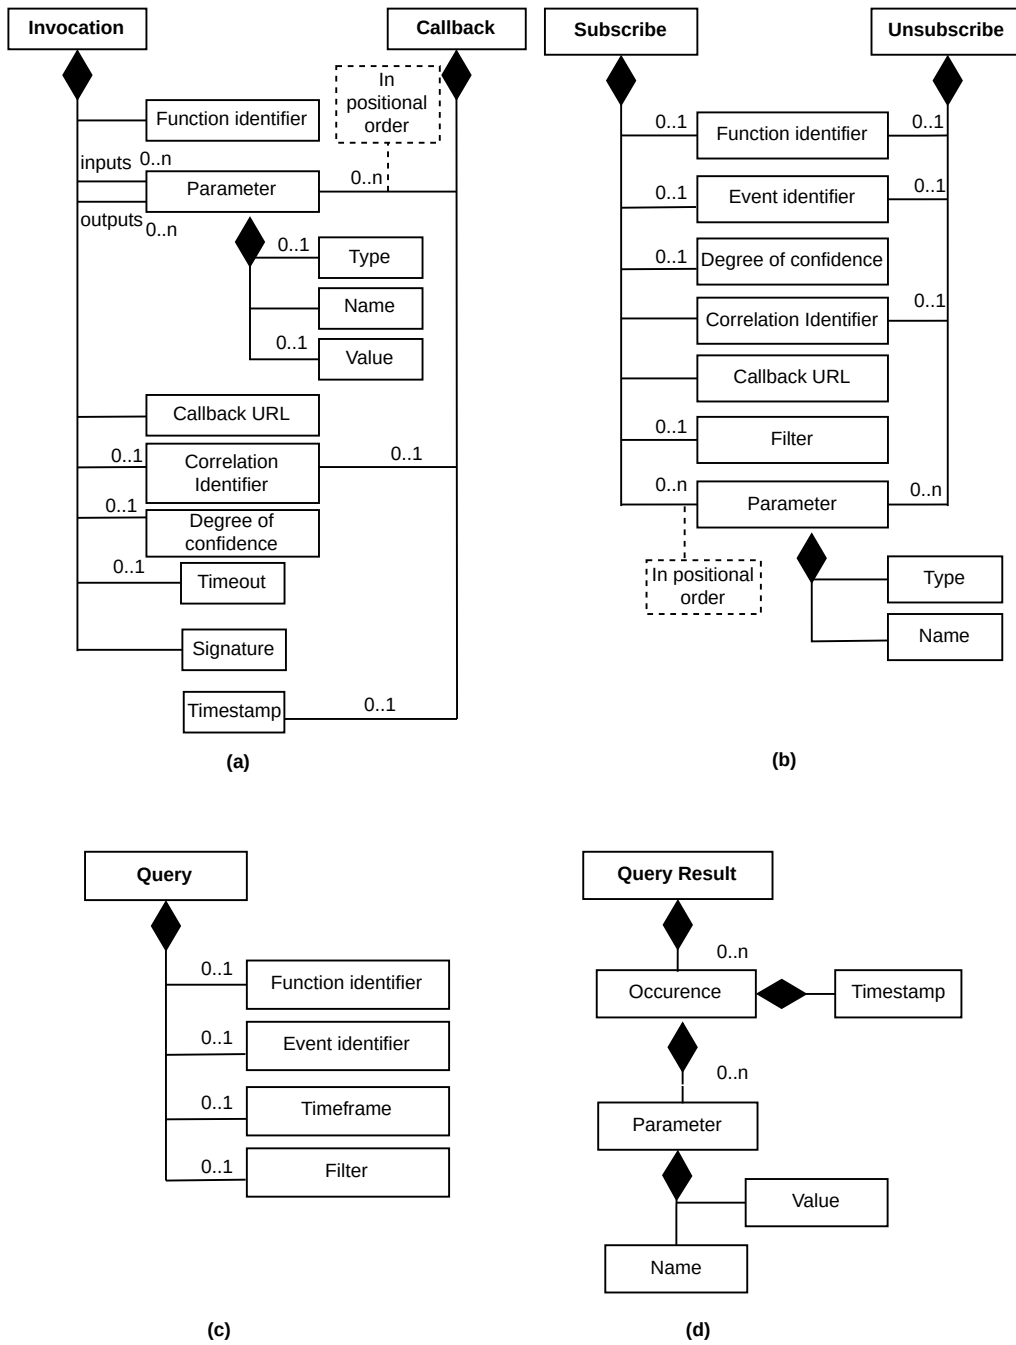 Invocation
Callback
In
positional
order
Function identifier
inputs 0..n
Parameter
0..n
outputs
0..n
0..1
Type
Name
0..1
Value
Callback URL
0..1
Correlation
Identifier
0..1
0..1
Degree of
confidence
0..1
Timeout
Signature
Timestamp
0..1
(a)
Subscribe
Unsubscribe
0..1
Function identifier
0..1
0..1
Event identifier
0..1
0..1
Degree of confidence
Correlation Identifier
0..1
Callback URL
0..1
Filter
0..n
Parameter
0..n
In positional
order
Type
Name
(b)
Query
0..1
Function identifier
0..1
Event identifier
0..1
Timeframe
0..1
Filter
(c)
Query Result
0..n
Occurence
Timestamp
0..n
Parameter
Value
Name
(d)